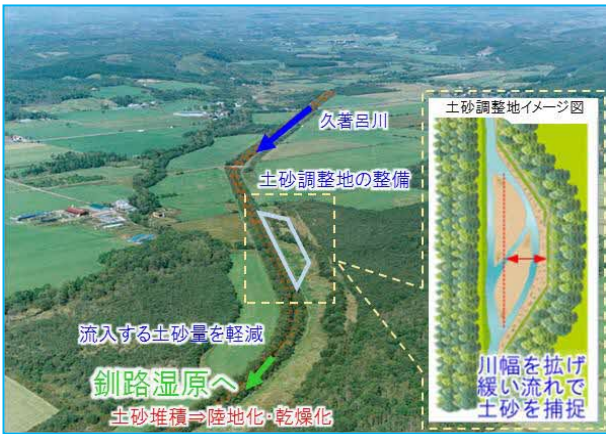 久著呂川
土砂調整地の整備
流入する土砂量を軽減
釧路湿原へ
土砂堆積⇒陸地化・乾燥化
土砂調整地イメージ図
川幅を拡げ
緩い流れで
土砂を捕捉